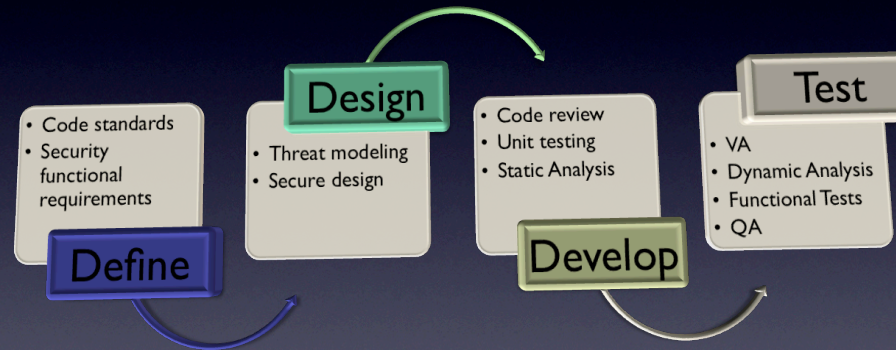 • Code standards
• Security
functional
requirements
Define
Design
• Threat modeling
• Secure design
• Code review
• Unit testing
• Static Analysis
Develop
Test
• VA
• Dynamic Analysis
• Functional Tests
• QA